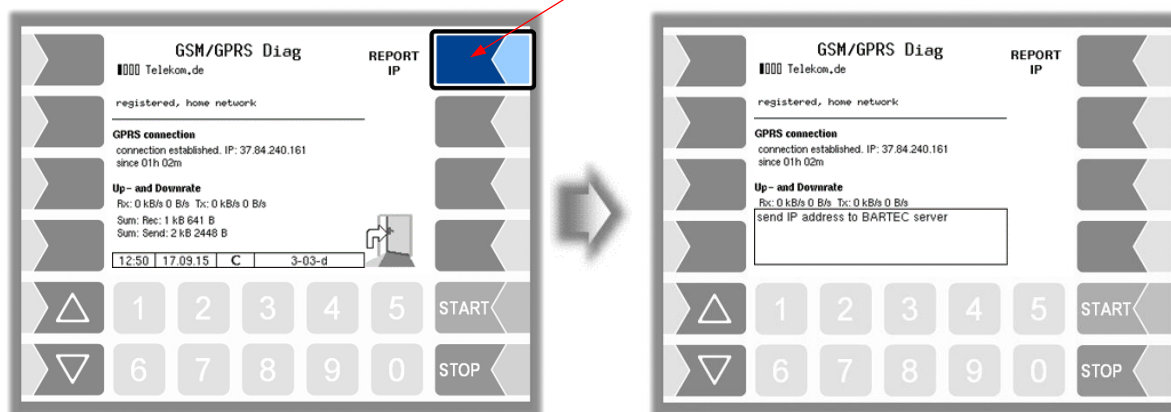 GSM/GPRS Diag
Telekom.de
REPORT
IP
registered, home network
GPRS connection
connection established. IP: 37.84.240.161
since 01h 02m
Up- and Downrate
Rx: 0 kB/s 0 B/s Tx: 0 kB/s 0 B/s
Sum: Rec: 1 kB 641 B
Sum: Send: 2 kB 2448 B
12:50 17.09.15 C 3-03-d
1 2 3 4 5 START
6 7 8 9 0 STOP
GSM/GPRS Diag
Telekom.de
REPORT
IP
registered, home network
GPRS connection
connection established. IP: 37.84.240.161
since 01h 02m
Up- and Downrate
Rx: 0 kB/s 0 B/s Tx: 0 kB/s 0 B/s
send IP address to BARTEC server
1 2 3 4 5 START
6 7 8 9 0 STOP